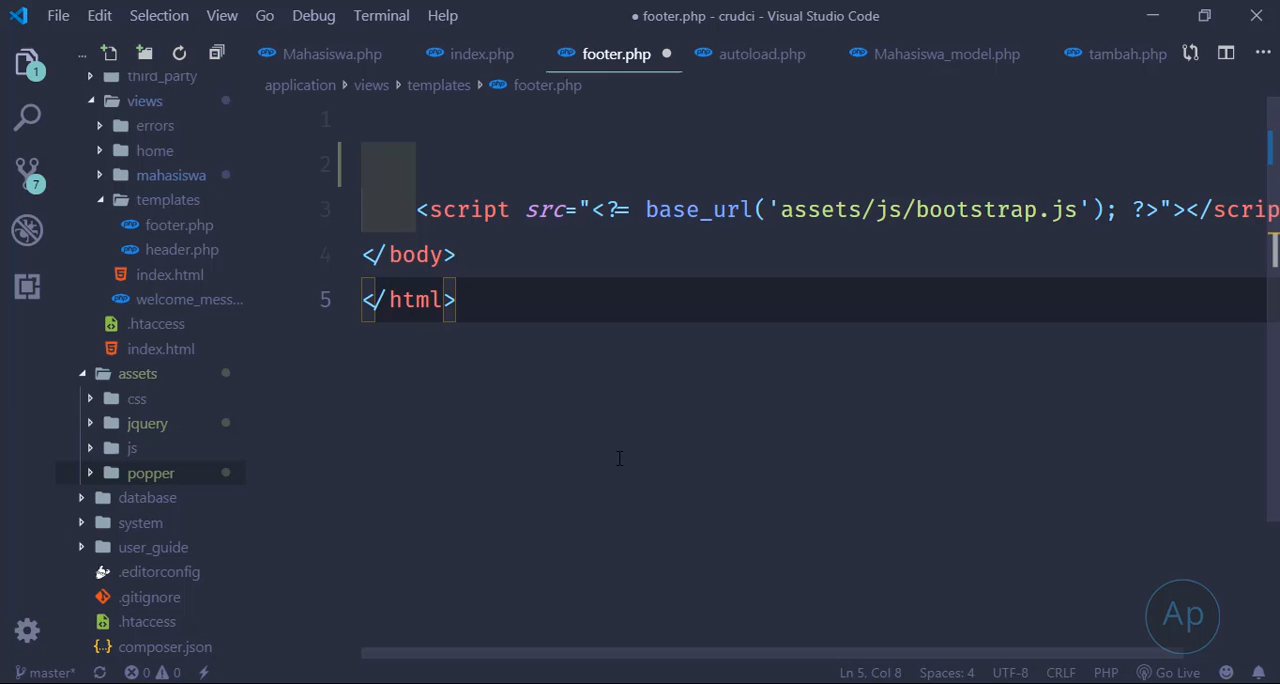 File Edit Selection View Go Debug Terminal Help ● footer.php - crudci - Visual Studio Code
... Mahasiswa.php index.php footer.php autoload.php Mahasiswa_model.php tambah.php ...
1
application views templates footer.php
third_party
views
errors
home
mahasiswa
templates
footer.php
header.php
index.html
welcome_mess...
.htaccess
index.html
assets
css
jquery
js
popper
database
system
user_guide
.editorconfig
.gitignore
.htaccess
composer.json
7
1
2
3 <script src="<?= base_url('assets/js/bootstrap.js'); ?>"></scrip
4 </body>
5 </html>
Ap
master* 0 0 Ln 5, Col 8 Spaces: 4 UTF-8 CRLF PHP Go Live